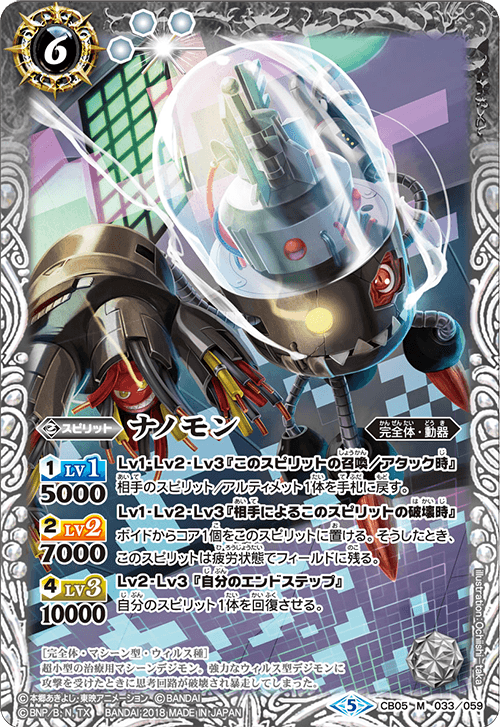 6
スピリット ナノモン 完全体・動器
かんぜんたい どうき
1 LV1 5000
Lv1・Lv2・Lv3『このスピリットの召喚/アタック時』
相手のスピリット/アルティメット1体を手札に戻す。
2 LV2 7000
Lv1・Lv2・Lv3『相手によるこのスピリットの破壊時』
ボイドからコア1個をこのスピリットに置ける。そうしたとき、
このスピリットは疲労状態でフィールドに残る。
4 LV3 10000
Lv2・Lv3『自分のエンドステップ』
自分のスピリット1体を回復させる。
[完全体・マシーン型・ウィルス種]
超小型の治療用マシーンデジモン。強力なウィルス型デジモンに
攻撃を受けたときに思考回路が破壊され暴走してしまった。
©本郷あきよし・東映アニメーション ©BANDAI
©BNP/B, N, TX ©BANDAI 2018 MADE IN JAPAN
5 CB05 M 033/059